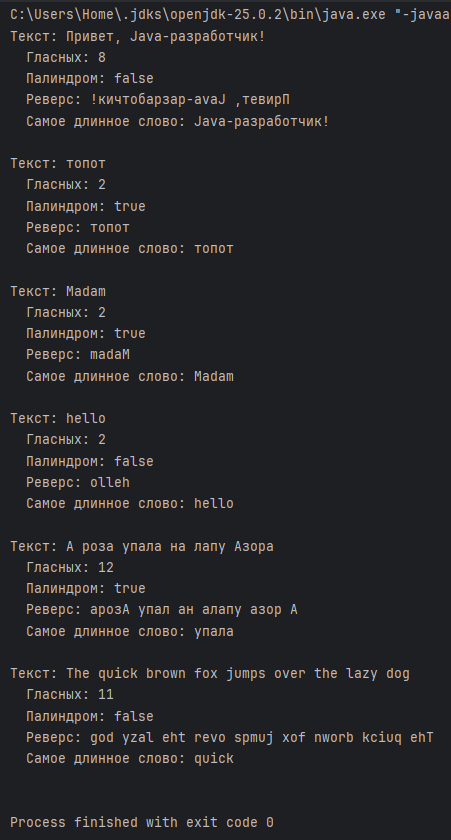 C:\Users\Home\.jdks\openjdk-25.0.2\bin\java.exe "-javaa
Текст: Привет, Java-разработчик!
Гласных: 8
Палиндром: false
Реверс: !кичтобарзар-avaJ ,тевирП
Самое длинное слово: Java-разработчик!
Текст: топот
Гласных: 2
Палиндром: true
Реверс: топот
Самое длинное слово: топот
Текст: Madam
Гласных: 2
Палиндром: true
Реверс: madaM
Самое длинное слово: Madam
Текст: hello
Гласных: 2
Палиндром: false
Реверс: olleh
Самое длинное слово: hello
Текст: А роза упала на лапу Азора
Гласных: 12
Палиндром: true
Реверс: арозА упал ан алапу азор А
Самое длинное слово: упала
Текст: The quick brown fox jumps over the lazy dog
Гласных: 11
Палиндром: false
Реверс: god yzal eht revo spmuj xof nworb kciuq ehT
Самое длинное слово: quick
Process finished with exit code 0